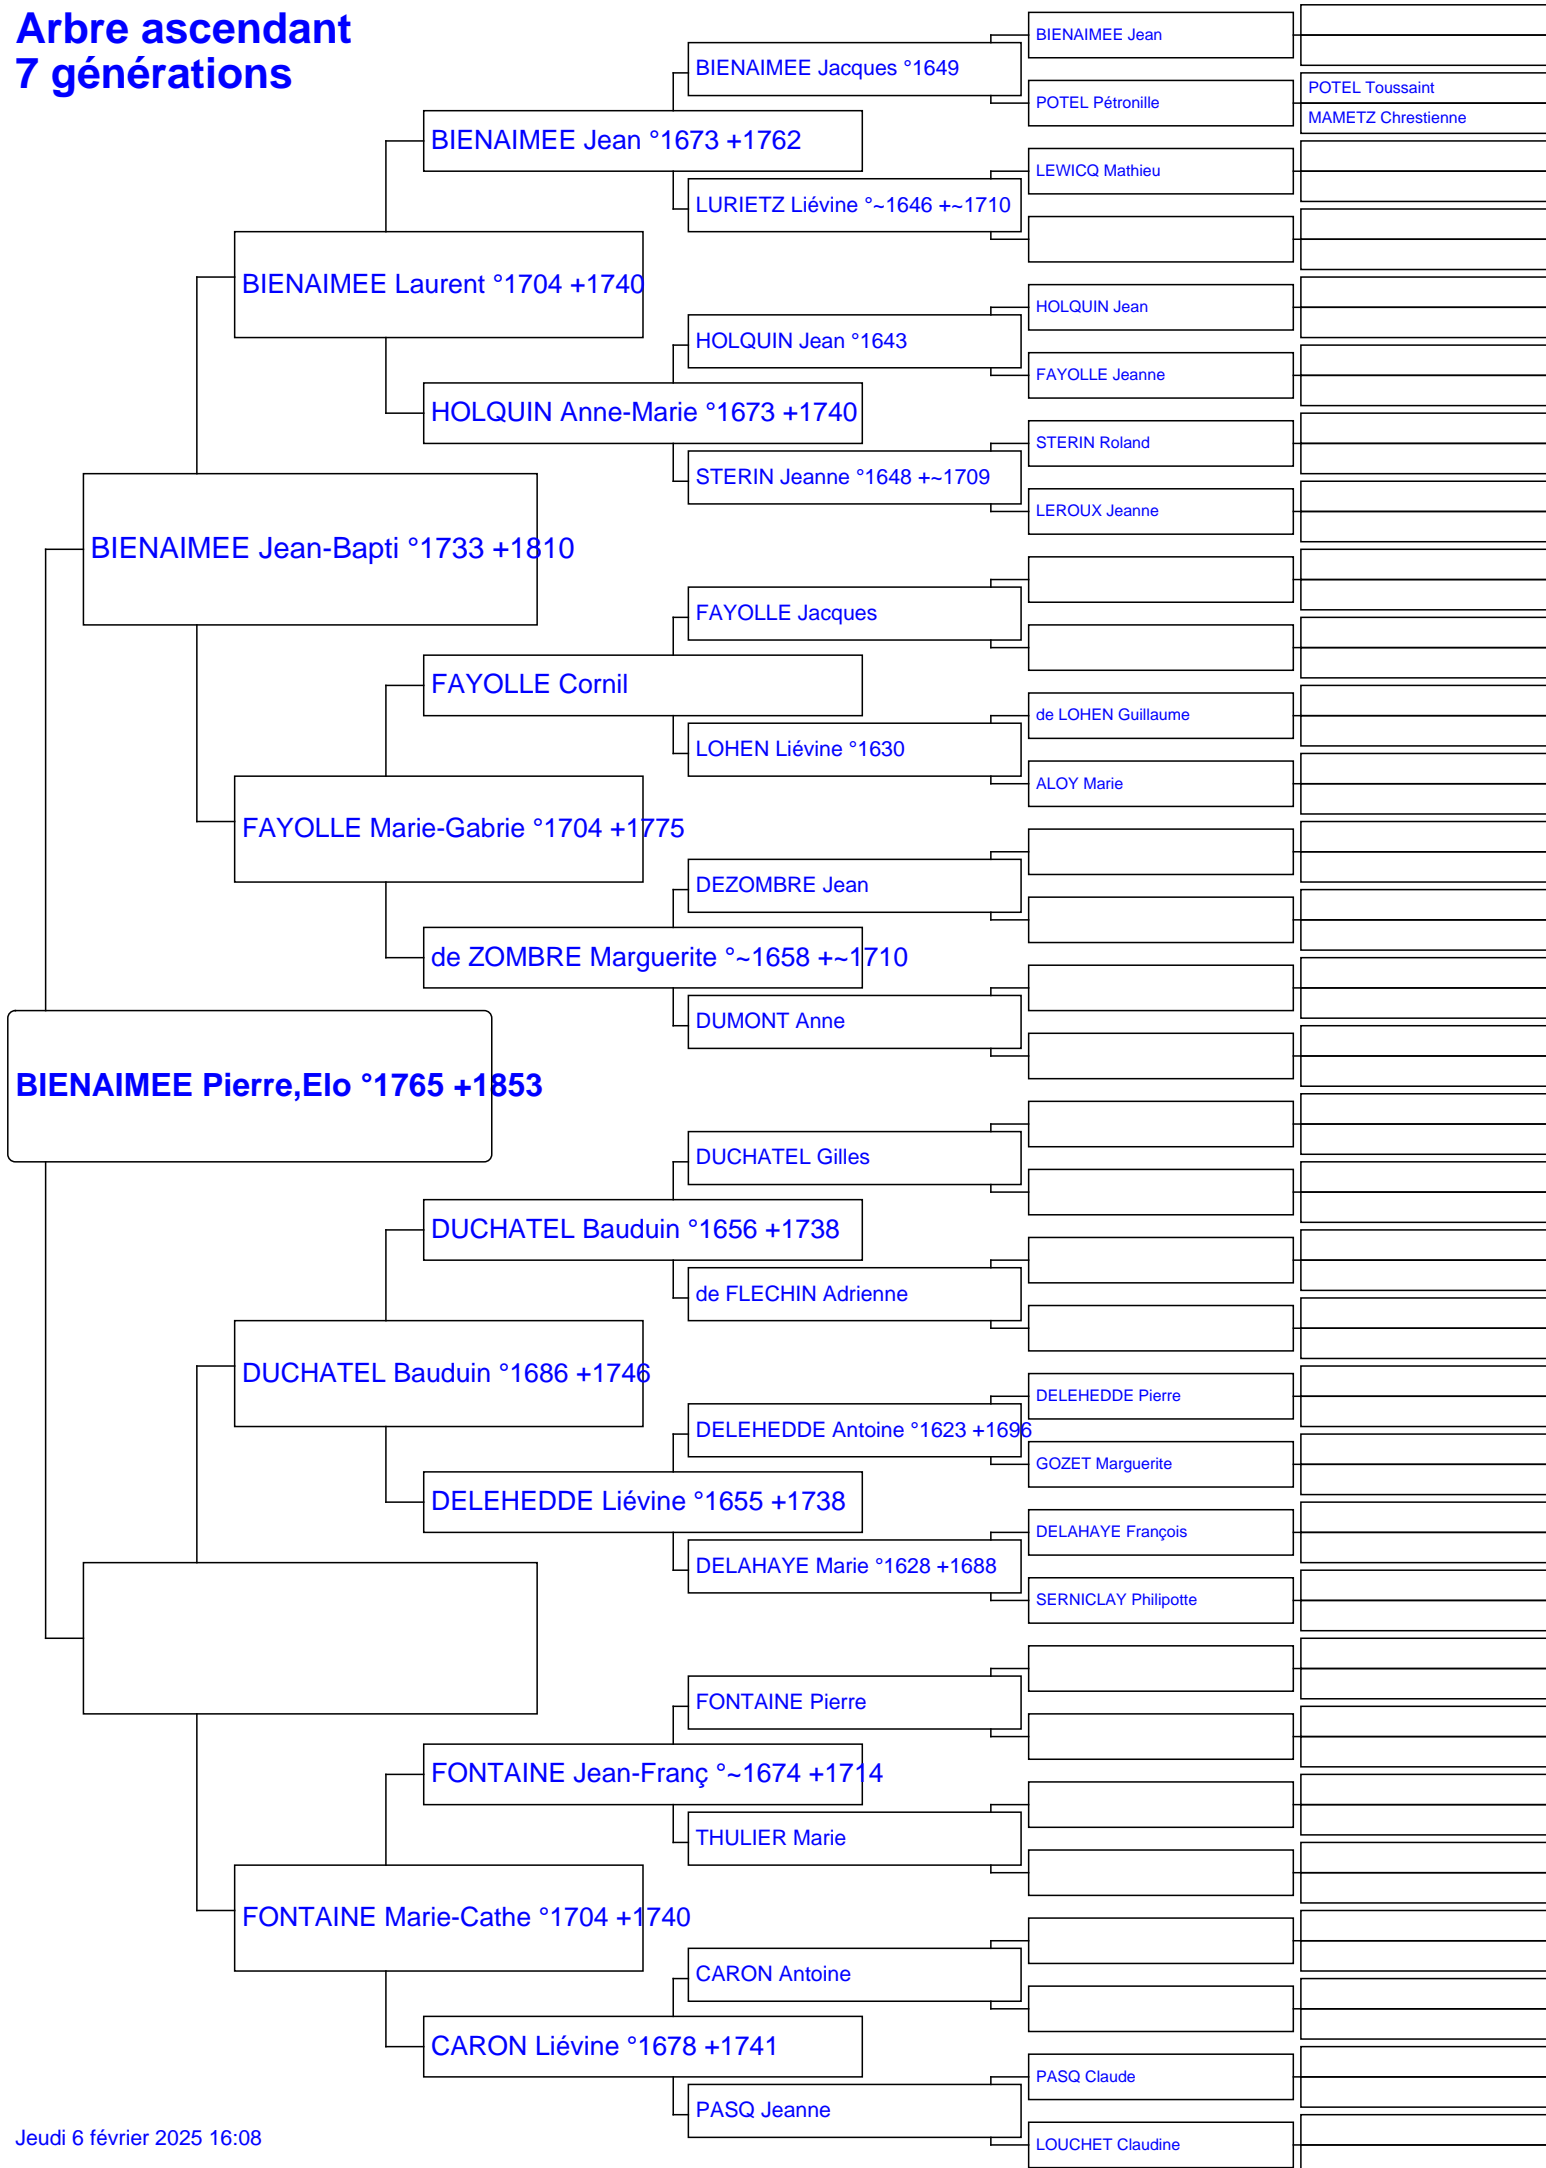 Arbre ascendant
7 générations
BIENAIMEE Pierre,Elo °1765 +1853
BIENAIMEE Jean-Bapti °1733 +1810
BIENAIMEE Laurent °1704 +1740
FAYOLLE Marie-Gabrie °1704 +1775
DUCHATEL Bauduin °1686 +1746
FONTAINE Marie-Cathe °1704 +1740
BIENAIMEE Jean °1673 +1762
HOLQUIN Anne-Marie °1673 +1740
FAYOLLE Cornil
de ZOMBRE Marguerite °~1658 +~1710
DUCHATEL Bauduin °1656 +1738
DELEHEDDE Liévine °1655 +1738
FONTAINE Jean-Franç °~1674 +1714
CARON Liévine °1678 +1741
BIENAIMEE Jacques °1649
LURIETZ Liévine °~1646 +~1710
HOLQUIN Jean °1643
STERIN Jeanne °1648 +~1709
FAYOLLE Jacques
LOHEN Liévine °1630
DEZOMBRE Jean
DUMONT Anne
DUCHATEL Gilles
de FLECHIN Adrienne
DELEHEDDE Antoine °1623 +1696
DELAHAYE Marie °1628 +1688
FONTAINE Pierre
THULIER Marie
CARON Antoine
PASQ Jeanne
BIENAIMEE Jean
POTEL Pétronille
LEWICQ Mathieu
HOLQUIN Jean
FAYOLLE Jeanne
STERIN Roland
LEROUX Jeanne
de LOHEN Guillaume
ALOY Marie
DELEHEDDE Pierre
GOZET Marguerite
DELAHAYE François
SERNICLAY Philipotte
PASQ Claude
LOUCHET Claudine
POTEL Toussaint
MAMETZ Chrestienne
Jeudi 6 février 2025 16:08